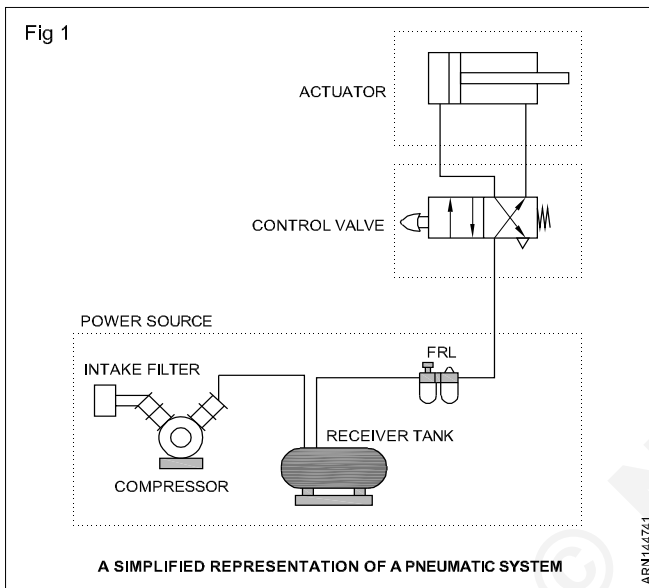 Fig 1
ACTUATOR
CONTROL VALVE
POWER SOURCE
FRL
INTAKE FILTER
RECEIVER TANK
COMPRESSOR
A SIMPLIFIED REPRESENTATION OF A PNEUMATIC SYSTEM
ARN144741